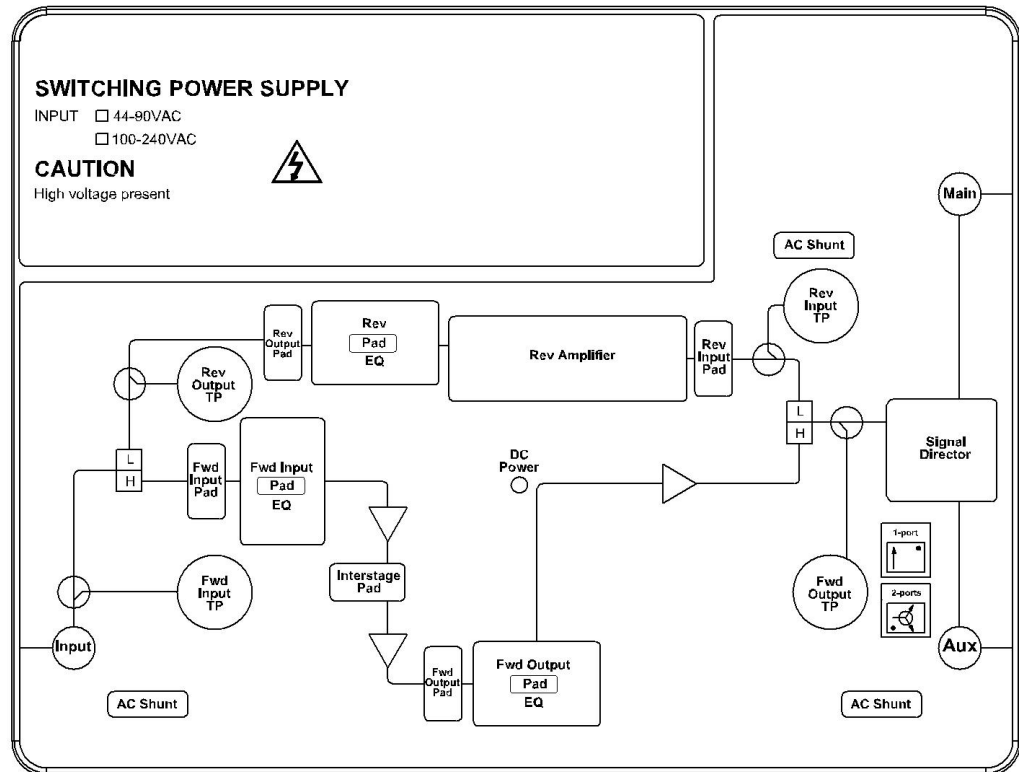 SWITCHING POWER SUPPLY
INPUT 44-90VAC
100-240VAC
CAUTION
High voltage present
Main
AC Shunt
Rev
Input
TP
Rev
Output
Pad
Rev
Pad
EQ
Rev Amplifier
Rev
Input
Pad
Rev
Output
TP
L
H
Signal
Director
L
H
Fwd
Input
Pad
Fwd Input
Pad
EQ
DC
Power
1-port
Fwd
Input
TP
Interstage
Pad
Fwd
Output
TP
2-ports
Input
Aux
Fwd
Output
Pad
Fwd Output
Pad
EQ
AC Shunt
AC Shunt